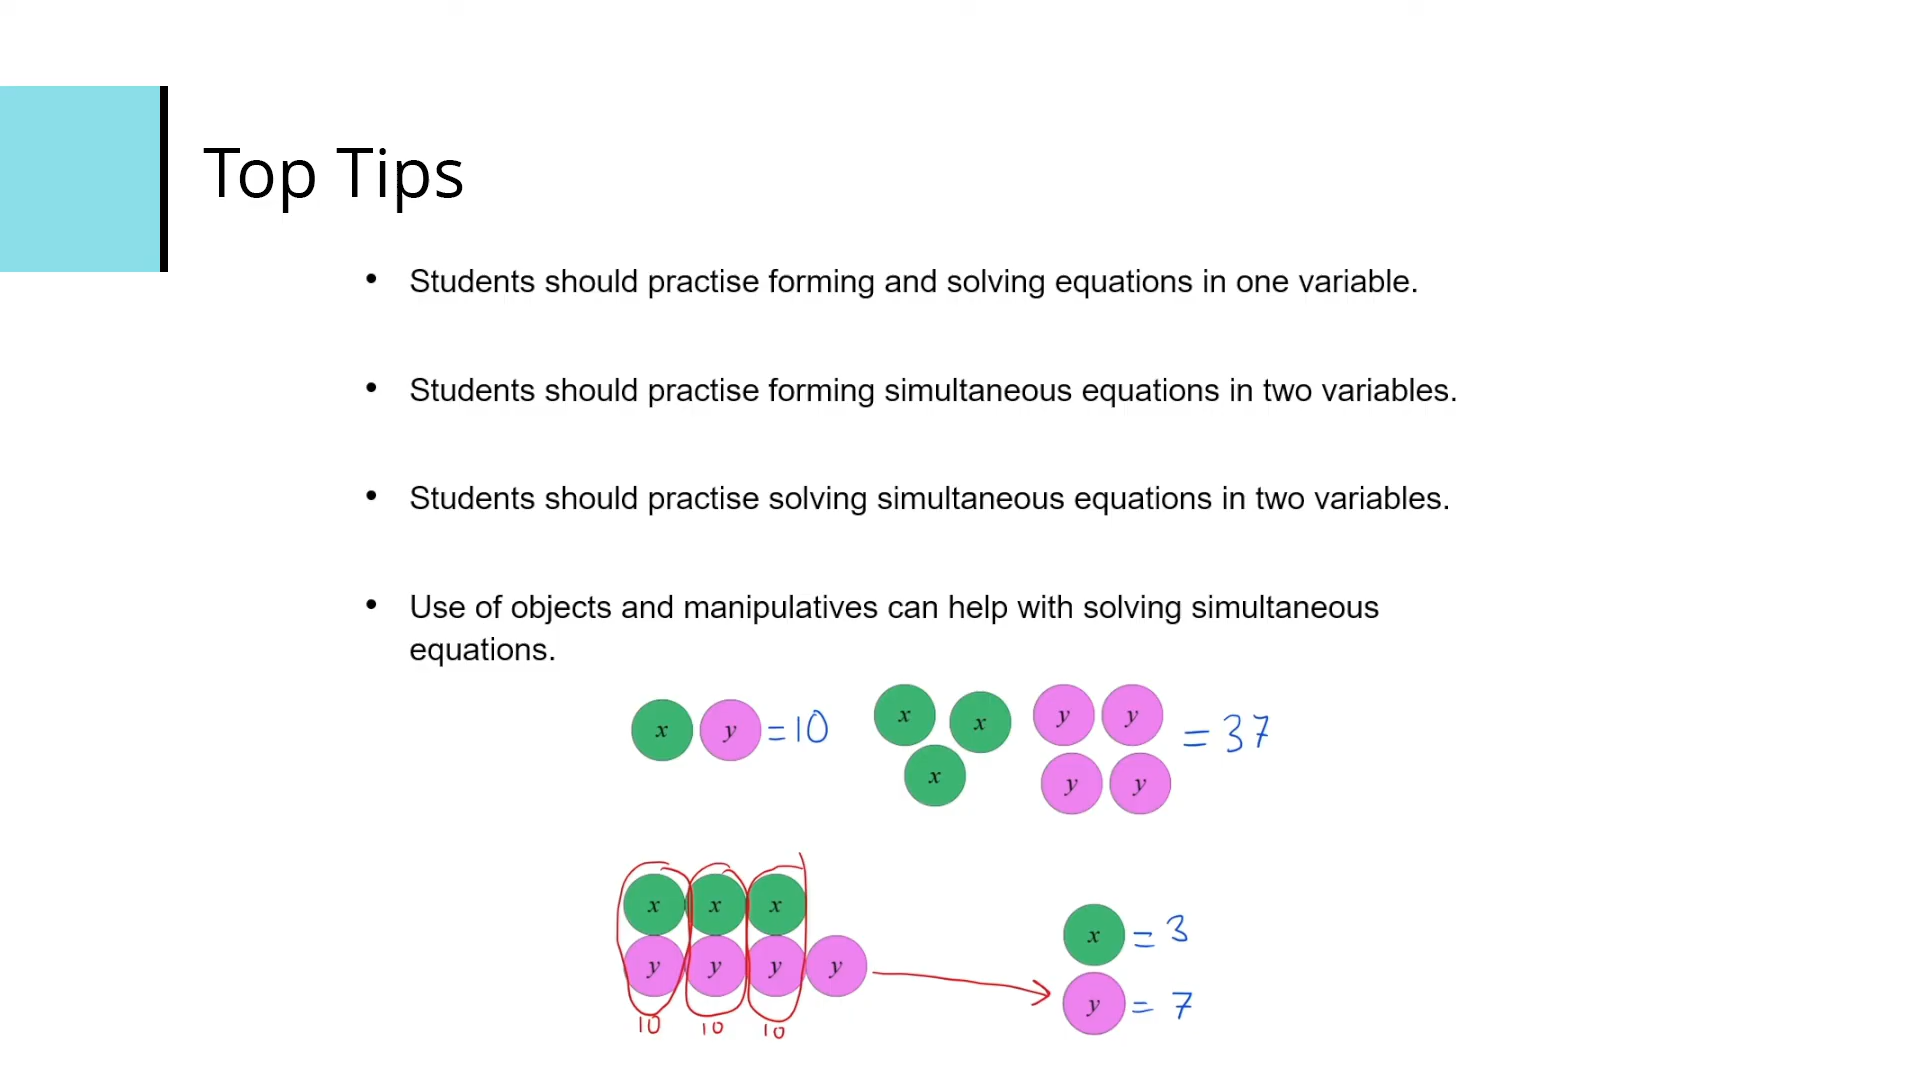 Top Tips
• Students should practise forming and solving equations in one variable.
• Students should practise forming simultaneous equations in two variables.
• Students should practise solving simultaneous equations in two variables.
• Use of objects and manipulatives can help with solving simultaneous
equations.
x y = 10 x x x y y y y = 37
x x x
y y y y
10 10 10
x = 3
y = 7